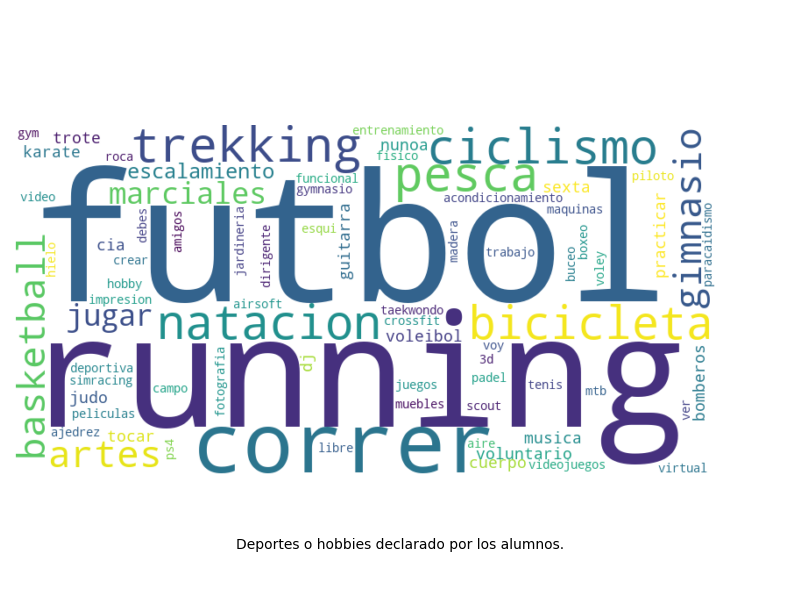 gym
trote
trekking
entrenamiento
nunoa
ciclismo
gimnasio
karate
roca
fisico
escalamiento
funcional
pesca
sexta
piloto
video
marciales
gymnasio
acondicionamiento
maquinas
practicar
paracaidismo
futbol
debes
amigos
jardineria
dirigente
esqui
guitarra
madera
trabajo
buceo
boxeo
voley
basketball
hielo
cia
crear
hobby
impresion
jugar
natacion
airsoft
taekwondo
crossfit
voleibol
bicicleta
running
deportiva
simracing
judo
peliculas
campo
fotografia
dj
juegos
muebles
voy
3d
padel
scout
tenis
mtb
ver
bomberos
ajedrez
tocar
artes
ps4
correr
libre
aire
musica
voluntario
cuerpo
videojuegos
virtual
Deportes o hobbies declarado por los alumnos.